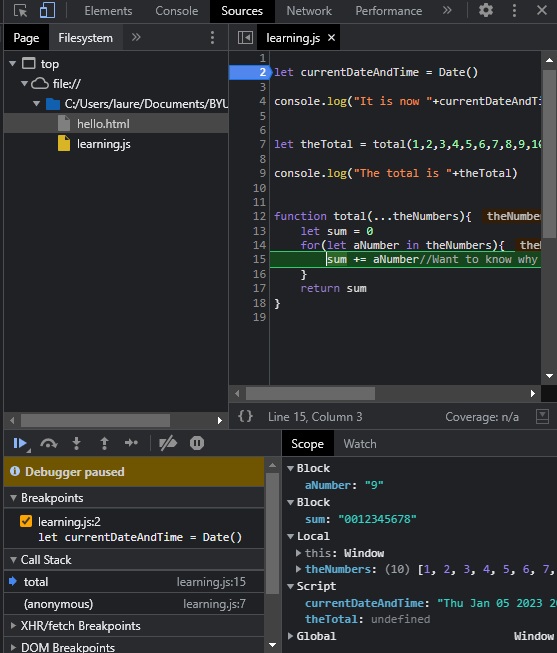 Elements Console Sources Network Performance »
Page Filesystem »
learning.js ×
top
file://
C:/Users/laure/Documents/BYU
hello.html
learning.js
1
2 let currentDateAndTime = Date()
3
4 console.log("It is now "+currentDateAndTi
5
6
7 let theTotal = total(1,2,3,4,5,6,7,8,9,10
8
9 console.log("The total is "+theTotal)
10
11
12 function total(...theNumbers){ theNumb
13 let sum = 0
14 for(let aNumber in theNumbers){ theN
15 sum += aNumber//Want to know why
16 }
17 return sum
18 }
19
{} Line 15, Column 3 Coverage: n/a
Debugger paused
Breakpoints
learning.js:2
let currentDateAndTime = Date()
Call Stack
total learning.js:15
(anonymous) learning.js:7
XHR/fetch Breakpoints
DOM Breakpoints
Scope Watch
Block
aNumber: "9"
Block
sum: "0012345678"
Local
this: Window
theNumbers: (10) [1, 2, 3, 4, 5, 6, 7,
Script
currentDateAndTime: "Thu Jan 05 2023 20
theTotal: undefined
Global Window